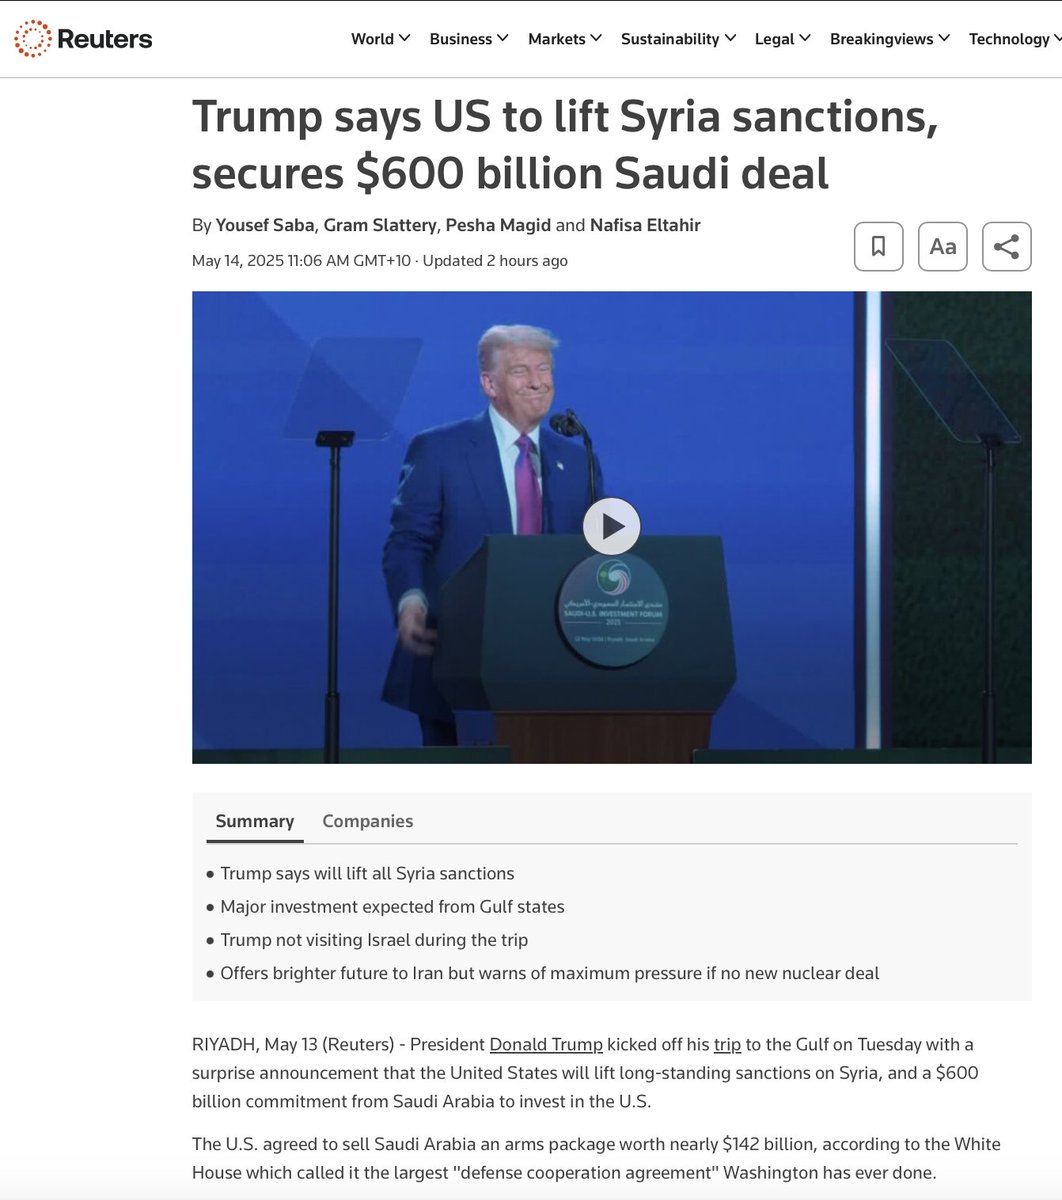 Reuters
World Business Markets Sustainability Legal Breakingviews Technology
Trump says US to lift Syria sanctions,
secures $600 billion Saudi deal
By Yousef Saba, Gram Slattery, Pesha Magid and Nafisa Eltahir
May 14, 2025 11:06 AM GMT+10 · Updated 2 hours ago
Aa
منتدى الاستثمار السعودي-الأمريكي
SAUDI-U.S. INVESTMENT FORUM
2025
Summary Companies
• Trump says will lift all Syria sanctions
• Major investment expected from Gulf states
• Trump not visiting Israel during the trip
• Offers brighter future to Iran but warns of maximum pressure if no new nuclear deal
RIYADH, May 13 (Reuters) - President Donald Trump kicked off his trip to the Gulf on Tuesday with a
surprise announcement that the United States will lift long-standing sanctions on Syria, and a $600
billion commitment from Saudi Arabia to invest in the U.S.
The U.S. agreed to sell Saudi Arabia an arms package worth nearly $142 billion, according to the White
House which called it the largest "defense cooperation agreement" Washington has ever done.